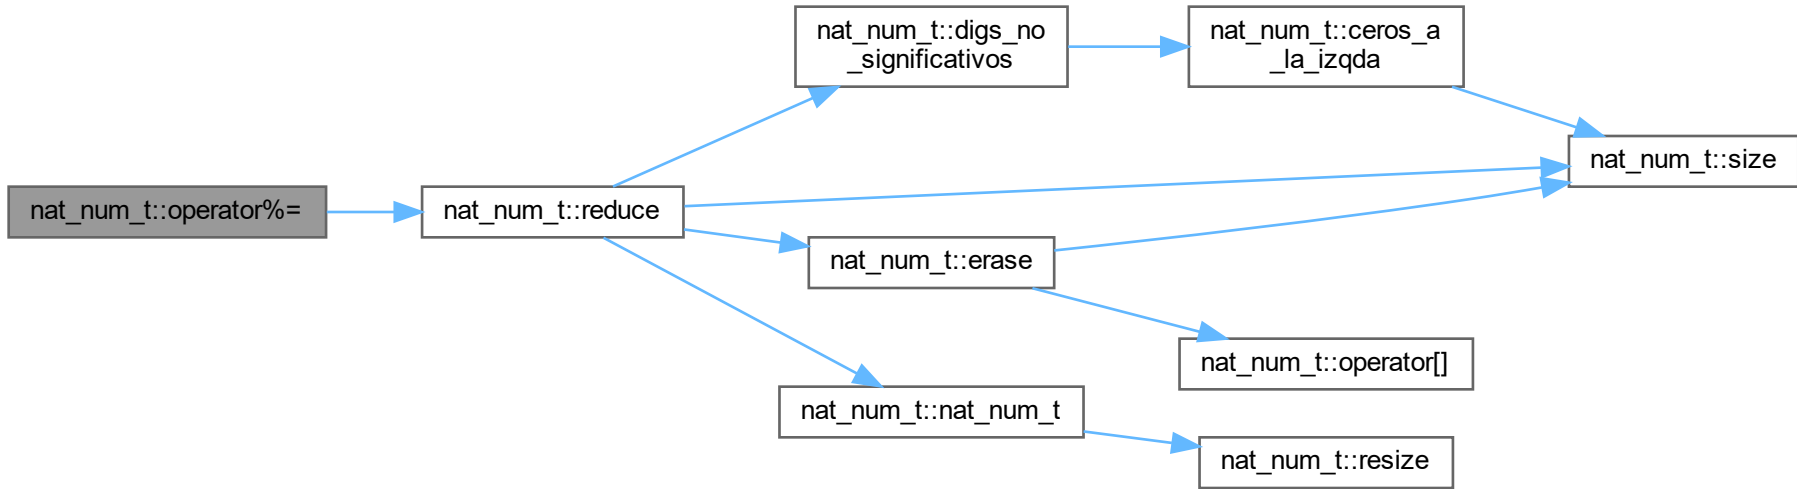 nat_num_t::digs_no
_significativos
nat_num_t::ceros_a
_la_izqda
nat_num_t::size
nat_num_t::operator%=
nat_num_t::reduce
nat_num_t::erase
nat_num_t::operator[]
nat_num_t::nat_num_t
nat_num_t::resize